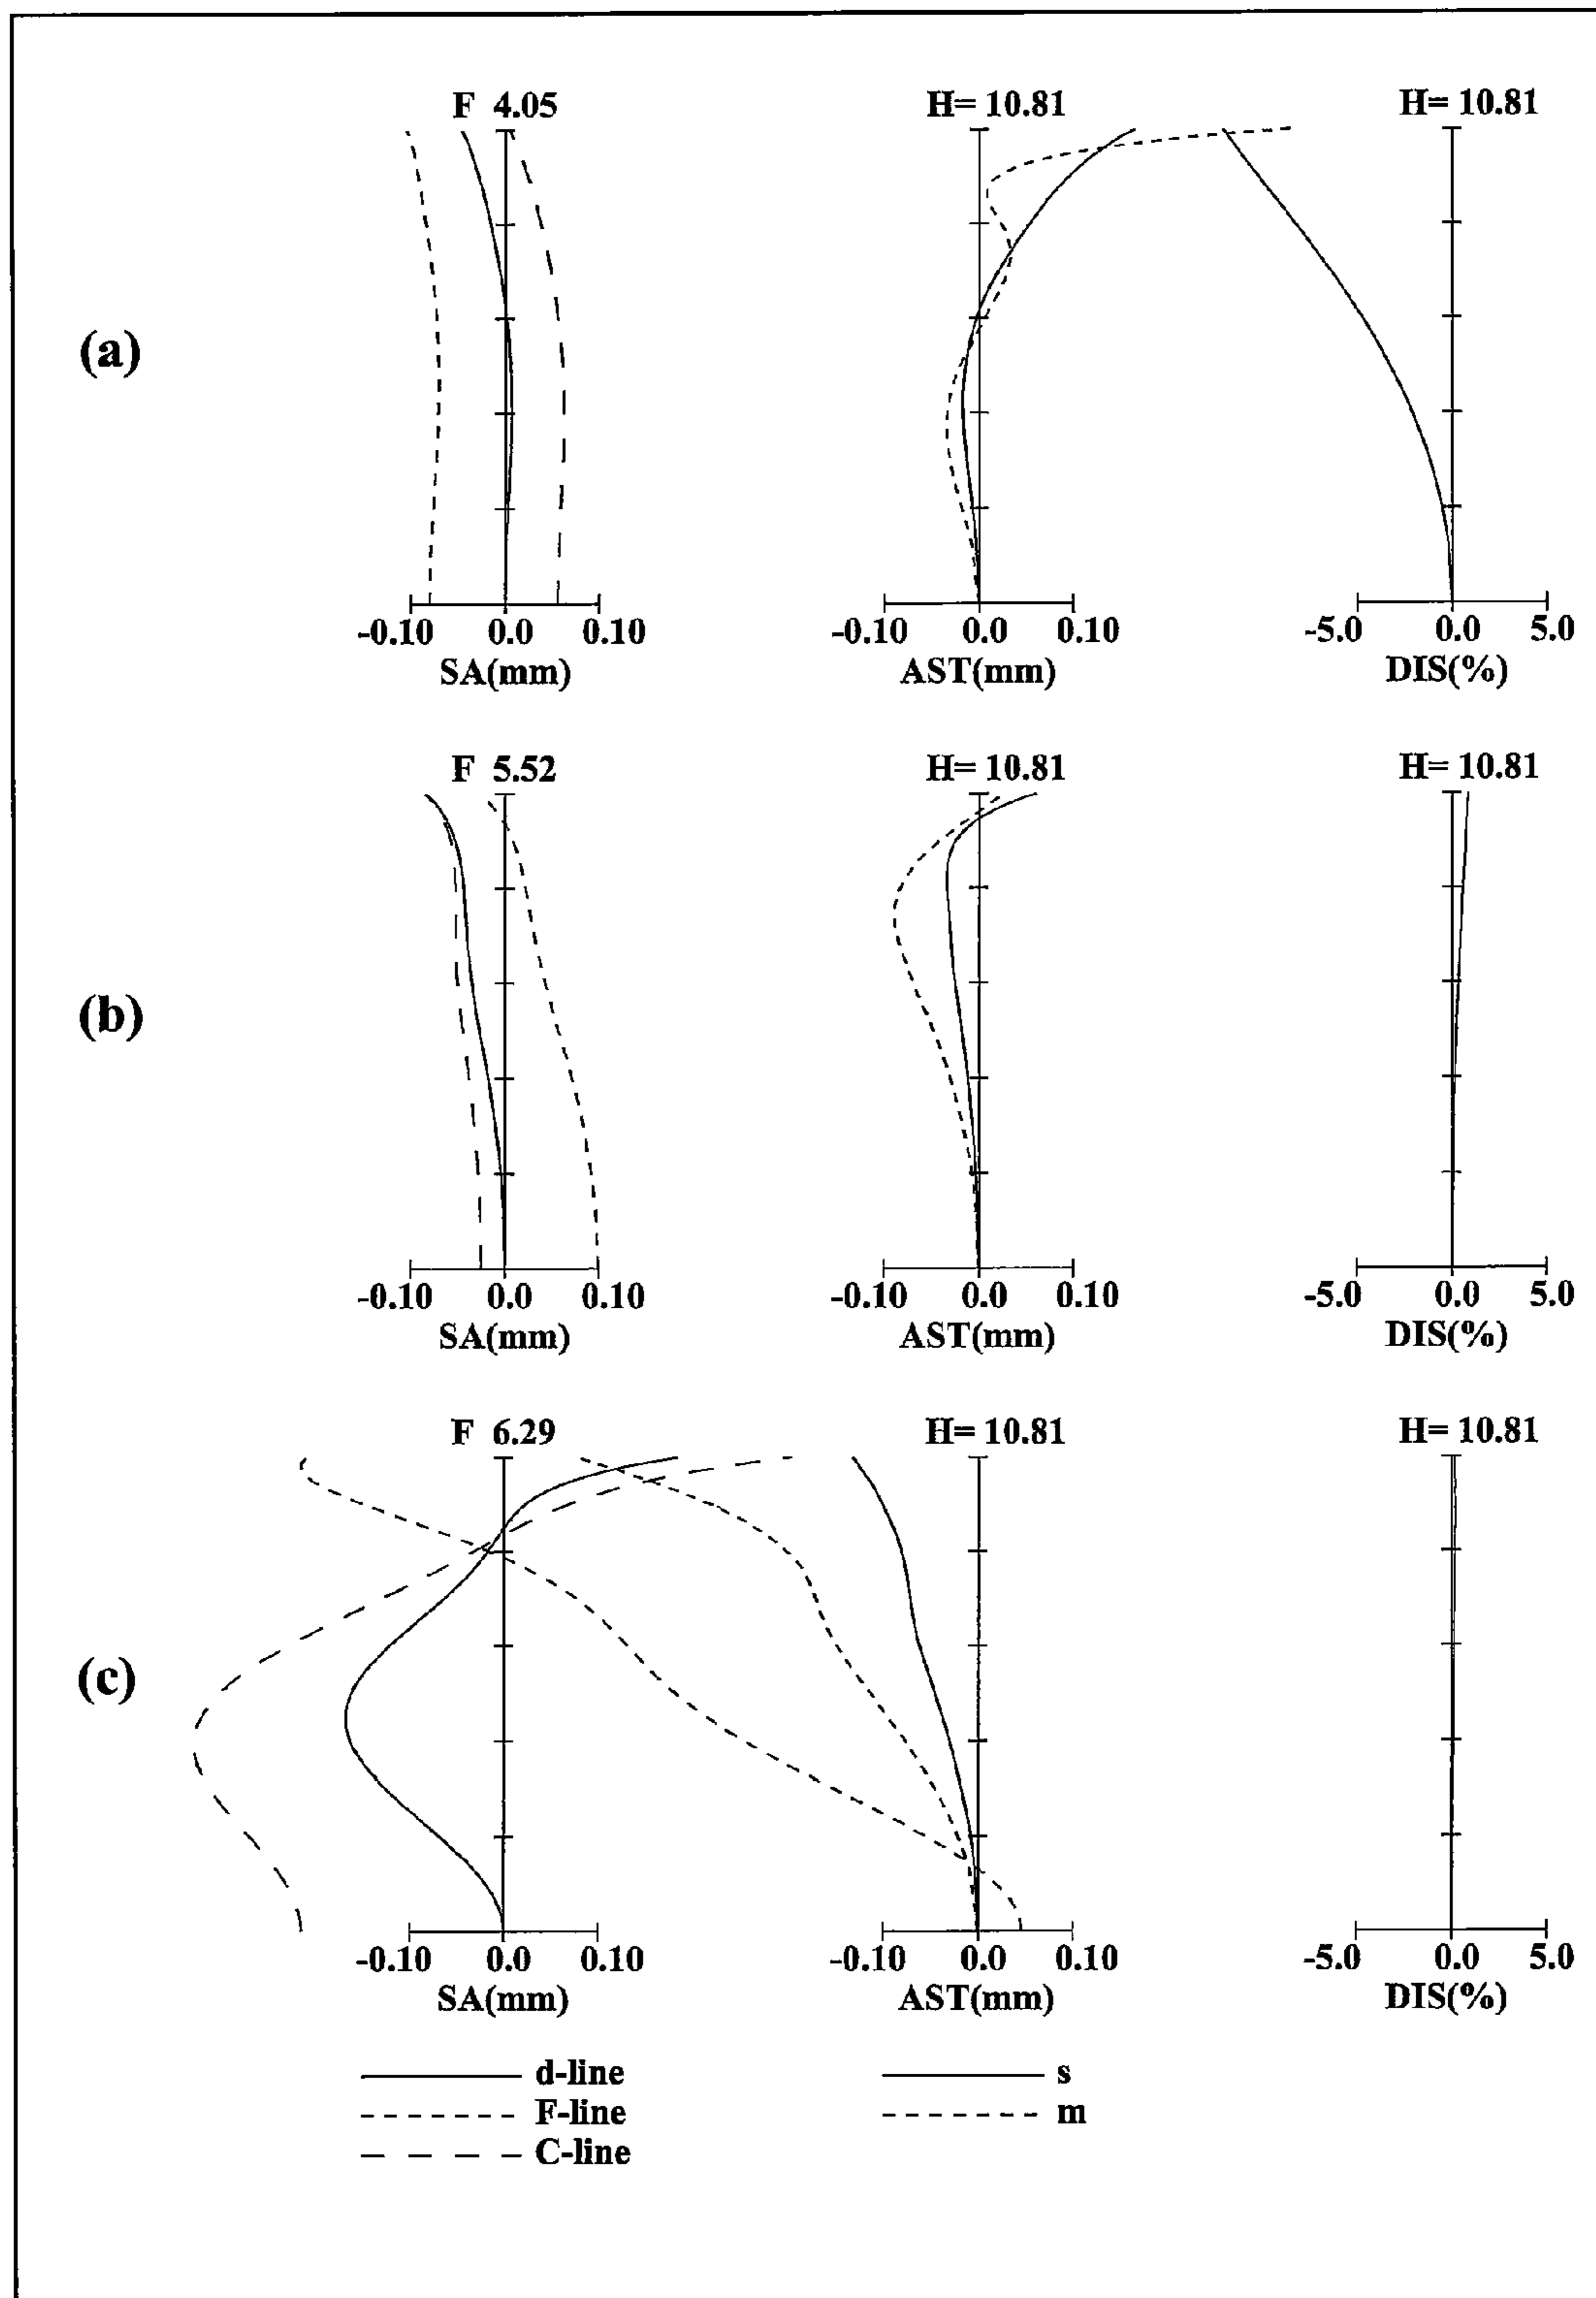 F 4.05 H= 10.81 H= 10.81
(a)
-0.10 0.0 0.10 -0.10 0.0 0.10 -5.0 0.0 5.0
SA(mm) AST(mm) DIS(%)
F 5.52 H= 10.81 H= 10.81
(b)
-0.10 0.0 0.10 -0.10 0.0 0.10 -5.0 0.0 5.0
SA(mm) AST(mm) DIS(%)
F 6.29 H= 10.81 H= 10.81
(c)
-0.10 0.0 0.10 -0.10 0.0 0.10 -5.0 0.0 5.0
SA(mm) AST(mm) DIS(%)
d-line s
F-line m
C-line